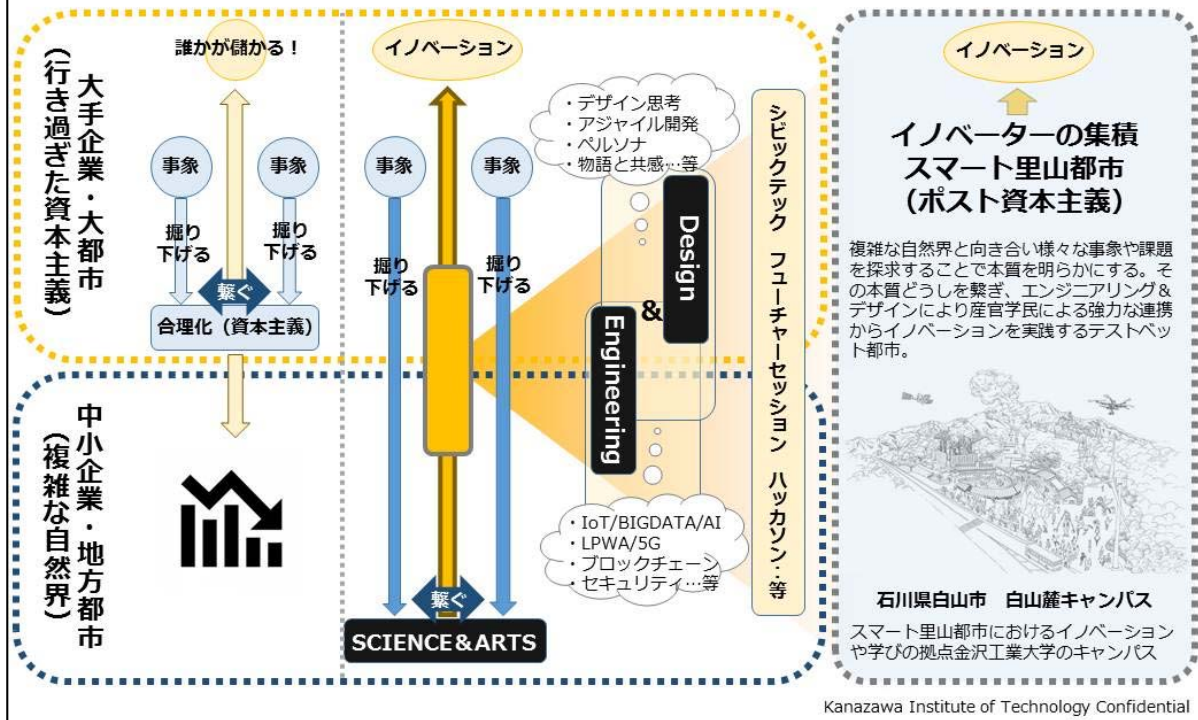 大手企業・大都市
(行き過ぎた資本主義)
誰かが儲かる!
事象
事象
掘り
下げる
掘り
下げる
繋ぐ
合理化(資本主義)
中小企業・地方都市
(複雑な自然界)
イノベーション
事象
事象
掘り
下げる
掘り
下げる
繋ぐ
SCIENCE&ARTS
・デザイン思考
・アジャイル開発
・ペルソナ
・物語と共感…等
Design
&
Engineering
・IoT/BIGDATA/AI
・LPWA/5G
・ブロックチェーン
・セキュリティ…等
シビックテック フューチャーセッション ハッカソン‥等
イノベーション
イノベーターの集積
スマート里山都市
(ポスト資本主義)
複雑な自然界と向き合い様々な事象や課題
を探求することで本質を明らかにする。そ
の本質どうしを繋ぎ、エンジニアリング&
デザインにより産官学民による強力な連携
からイノベーションを実践するテストベッ
ト都市。
石川県白山市 白山麓キャンパス
スマート里山都市におけるイノベーション
や学びの拠点金沢工業大学のキャンパス
Kanazawa Institute of Technology Confidential